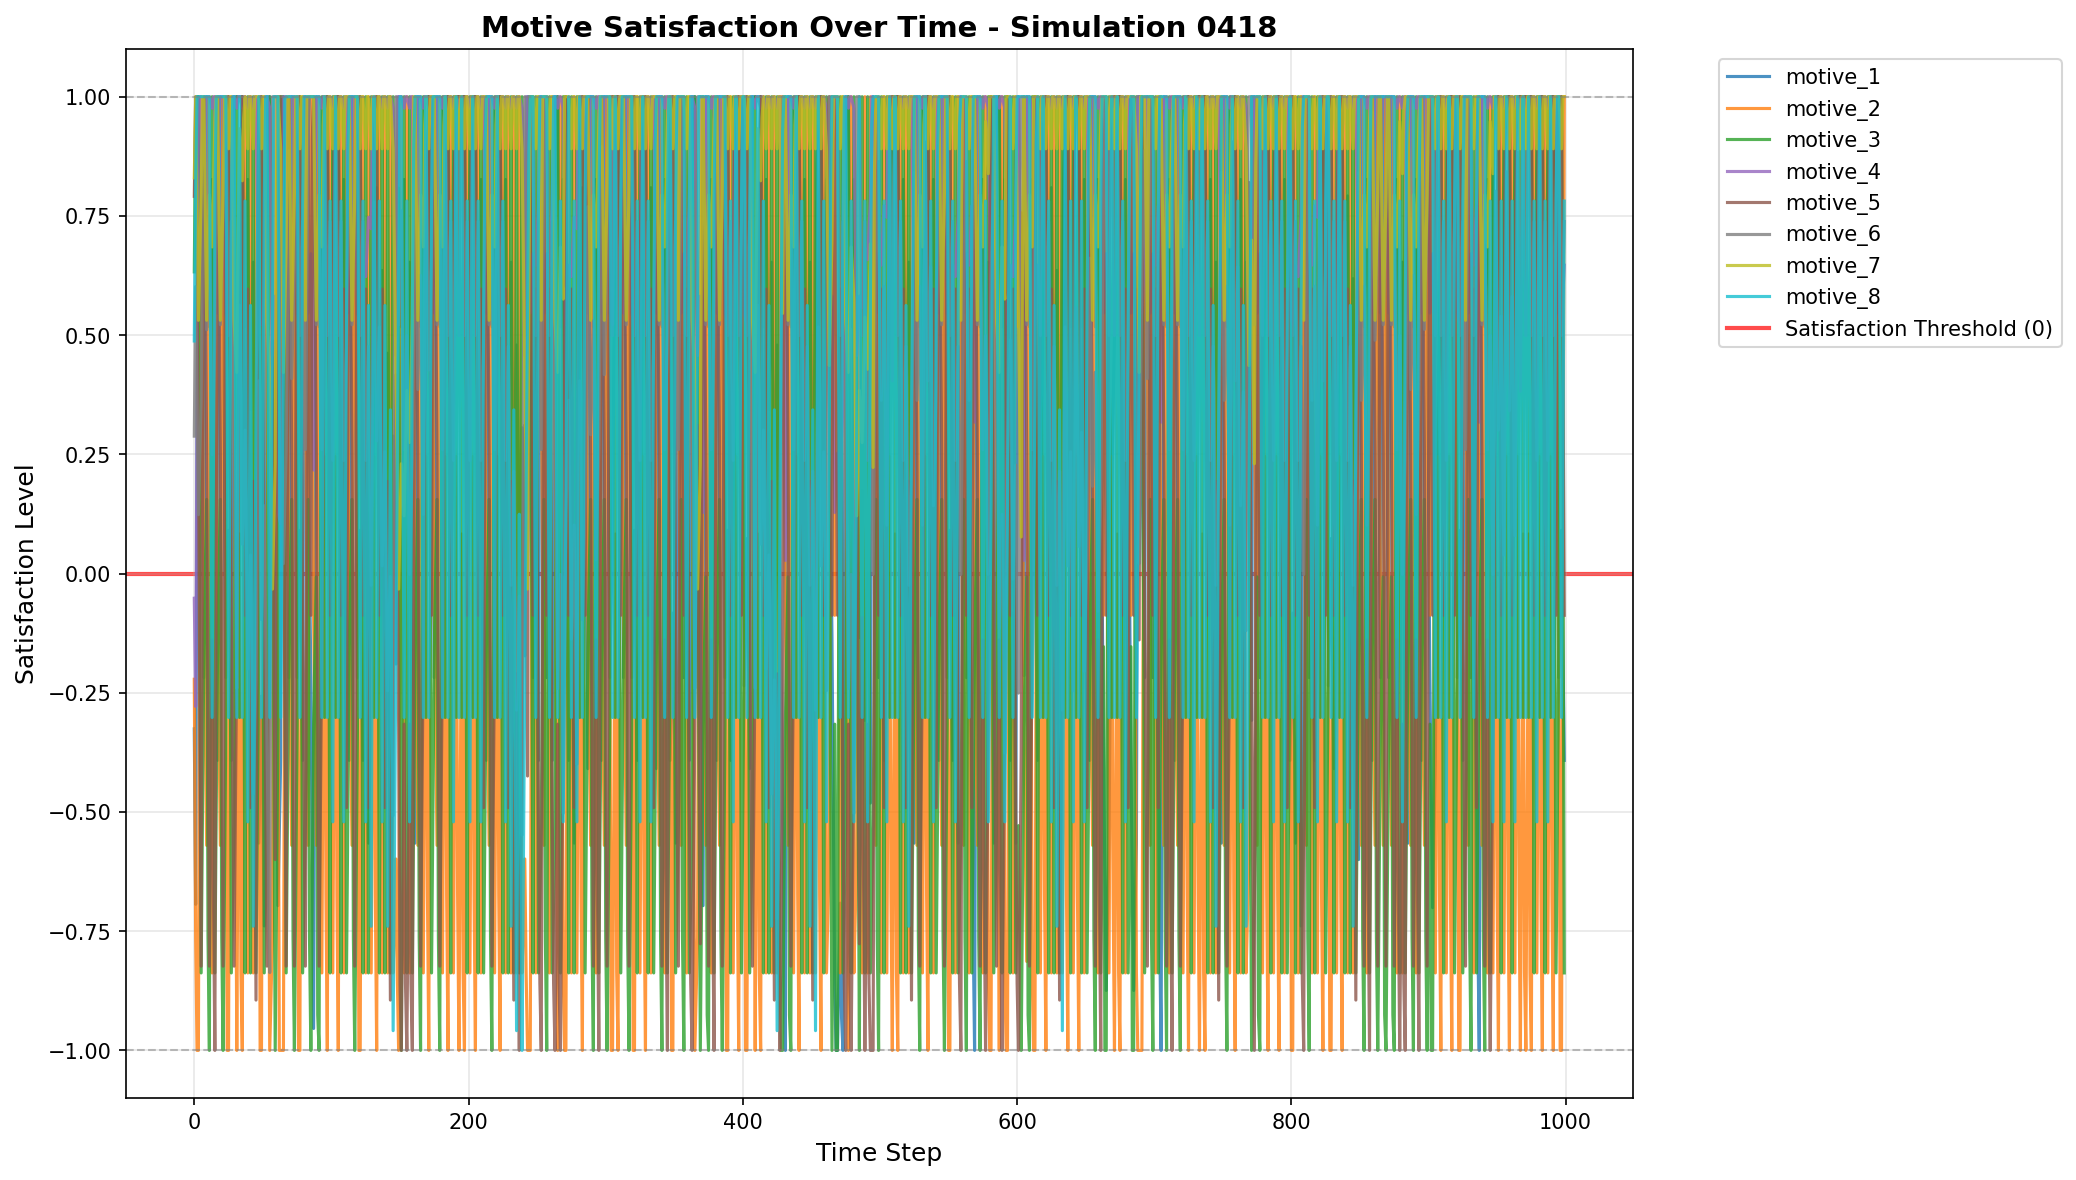 Motive Satisfaction Over Time - Simulation 0418
1.00
0.75
0.50
0.25
0.00
−0.25
−0.50
−0.75
−1.00
Satisfaction Level
0
200
400
600
800
1000
Time Step
motive_1
motive_2
motive_3
motive_4
motive_5
motive_6
motive_7
motive_8
Satisfaction Threshold (0)